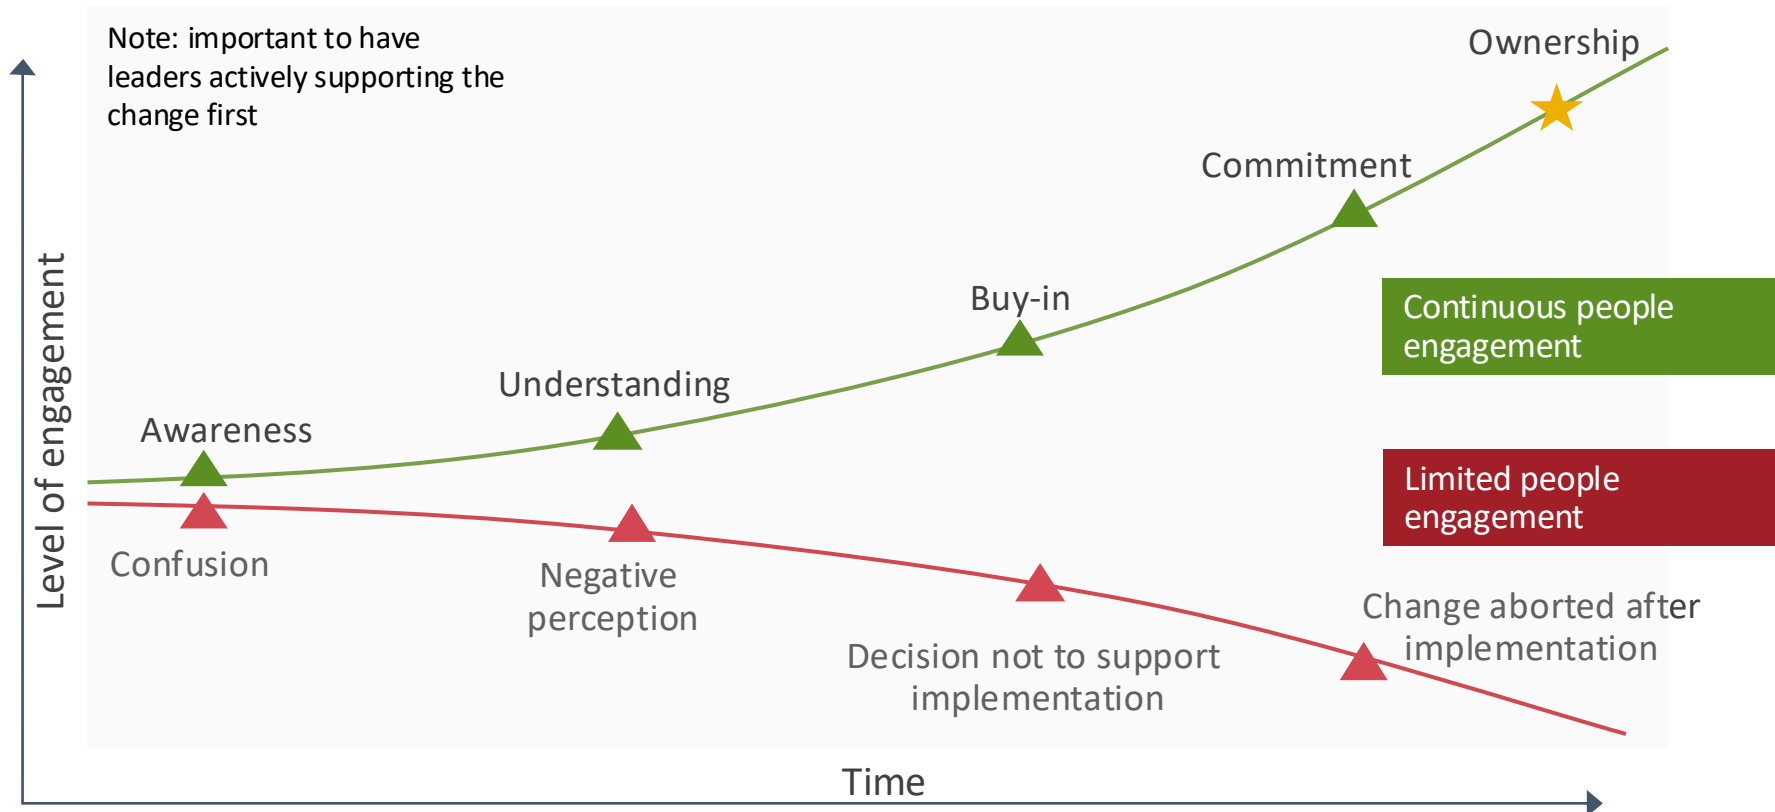 Note: important to have
leaders actively supporting the
change first
Ownership
Commitment
Buy-in
Understanding
Awareness
Continuous people
engagement
Limited people
engagement
Confusion
Negative
perception
Decision not to support
implementation
Change aborted after
implementation
Level of engagement
Time